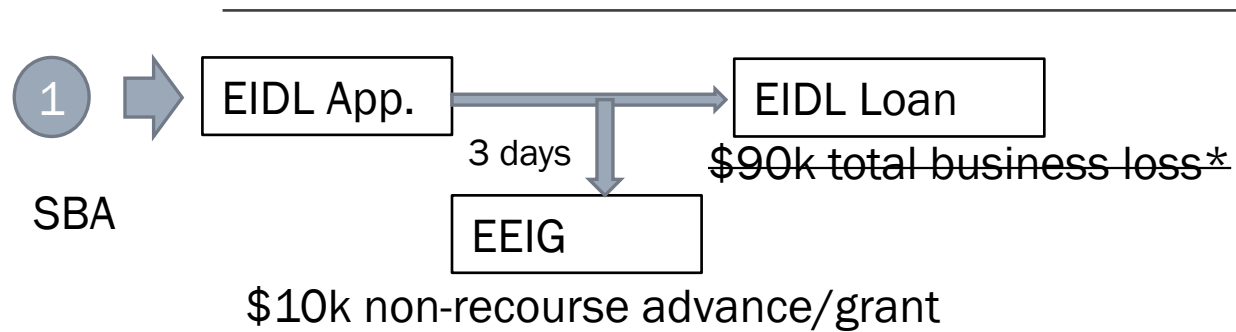 1
EIDL App.
EIDL Loan
3 days
$90k total business loss*
SBA
EEIG
$10k non-recourse advance/grant